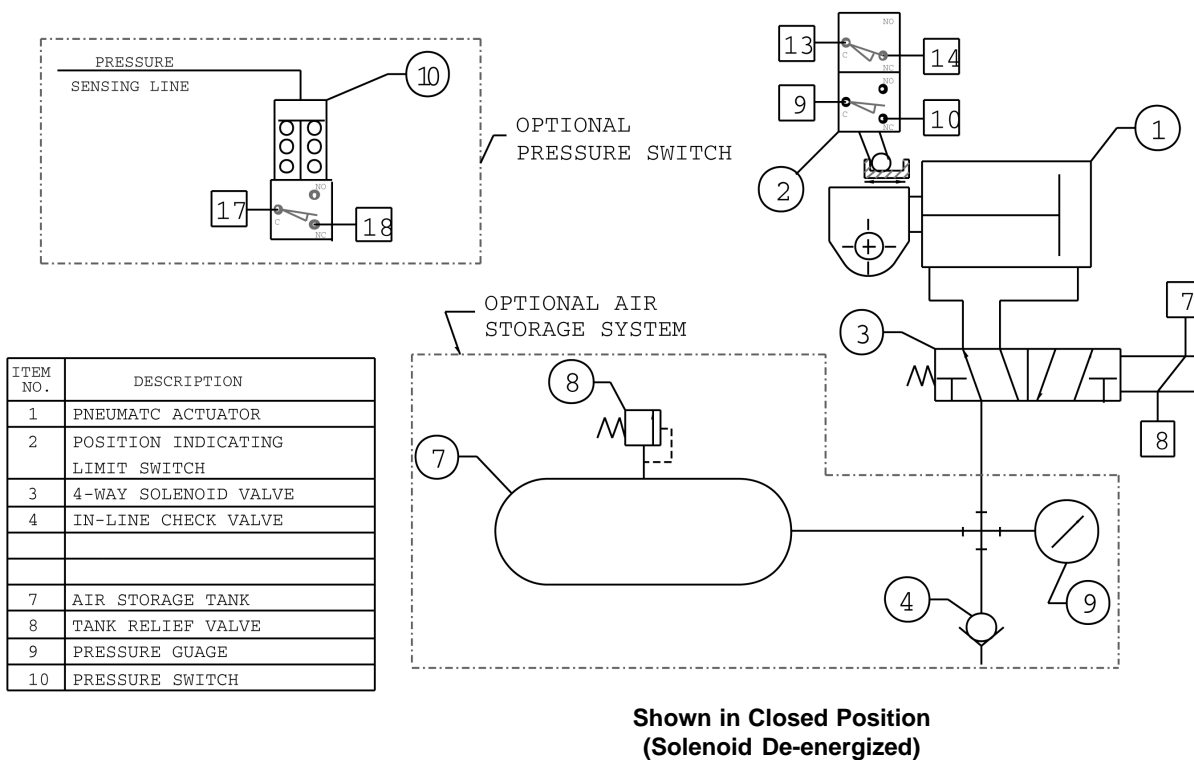 PRESSURE
SENSING LINE
10
OPTIONAL
PRESSURE SWITCH
NO
17
C
NC
18
NO
13
C
14
NC
NO
9
C
10
NC
1
2
OPTIONAL AIR
STORAGE SYSTEM
3
7
8
8
7
4
9
ITEM
NO.
DESCRIPTION
1 PNEUMATC ACTUATOR
2 POSITION INDICATING
LIMIT SWITCH
3 4-WAY SOLENOID VALVE
4 IN-LINE CHECK VALVE
7 AIR STORAGE TANK
8 TANK RELIEF VALVE
9 PRESSURE GUAGE
10 PRESSURE SWITCH
Shown in Closed Position
(Solenoid De-energized)